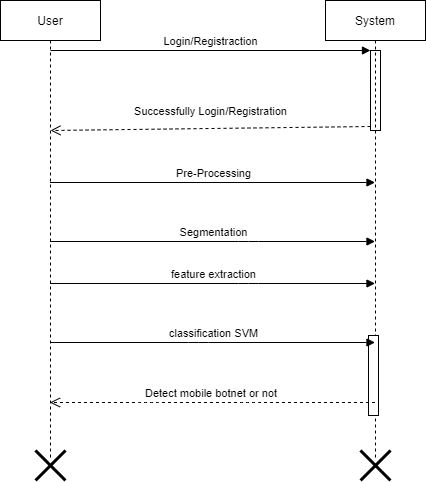 User
System
Login/Registraction
Successfully Login/Registration
Pre-Processing
Segmentation
feature extraction
classification SVM
Detect mobile botnet or not